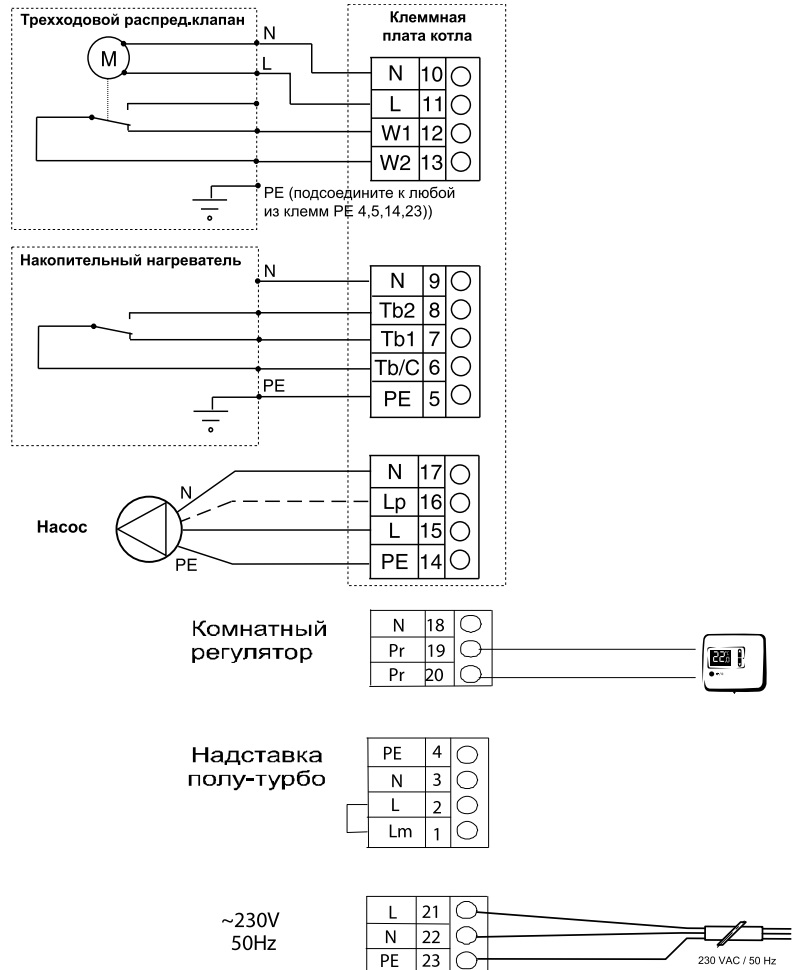 Трехходовой распред.клапан
Клеммная
плата котла
N
L
M
N 10
L 11
W1 12
W2 13
PE (подсоедините к любой
из клемм PE 4,5,14,23))
Накопительный нагреватель
N
PE
N 9
Tb2 8
Tb1 7
Tb/C 6
PE 5
Насос
N
PE
N 17
Lp 16
L 15
PE 14
Комнатный
регулятор
N 18
Pr 19
Pr 20
Надставка
полу-турбо
PE 4
N 3
L 2
Lm 1
~230V
50Hz
L 21
N 22
PE 23
230 VAC / 50 Hz